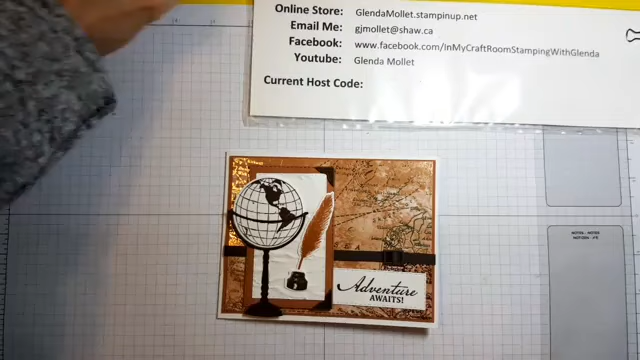 Online Store: GlendaMollet.stampinup.net
Email Me: gjmollet@shaw.ca
Facebook: www.facebook.com/InMyCraftRoomStampingWithGlenda
Youtube: Glenda Mollet
Current Host Code:
Adventure
AWAITS!